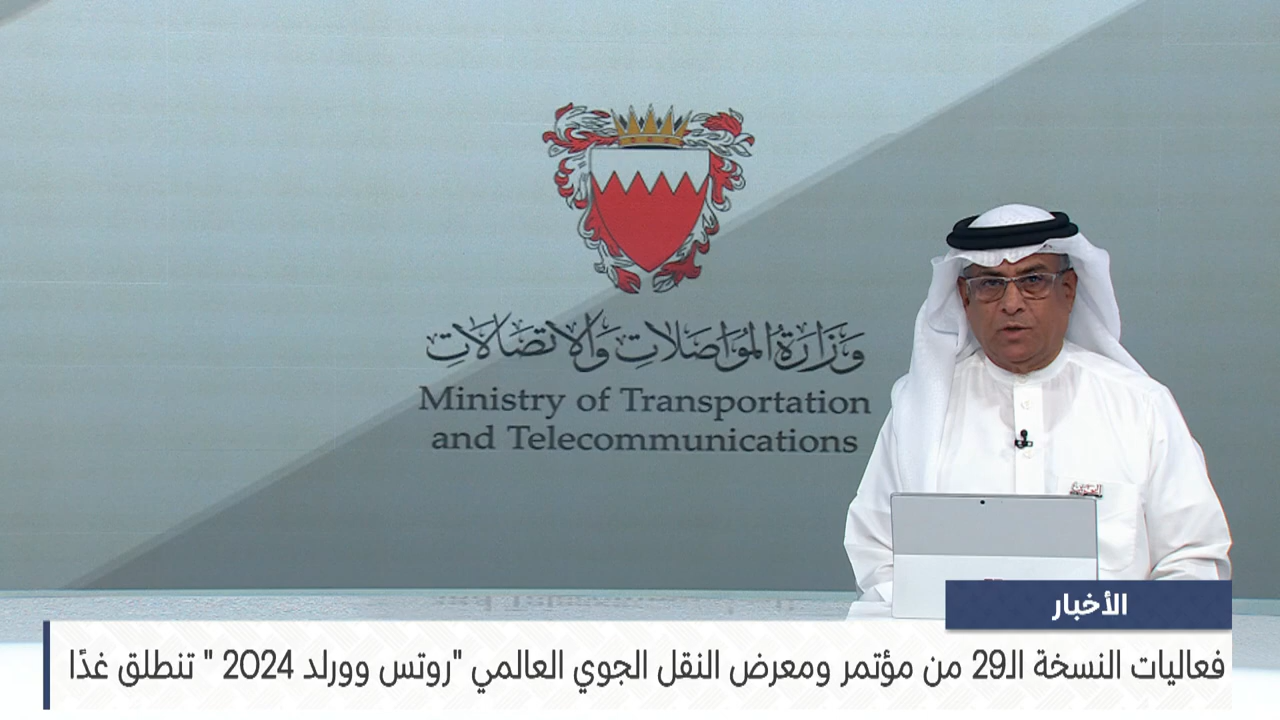 وزارة المواصلات والاتصالات
Ministry of Transportation
and Telecommunications
الأخبار
فعاليات النسخة الـ29 من مؤتمر ومعرض النقل الجوي العالمي "روتس وورلد 2024 " تنطلق غدًا